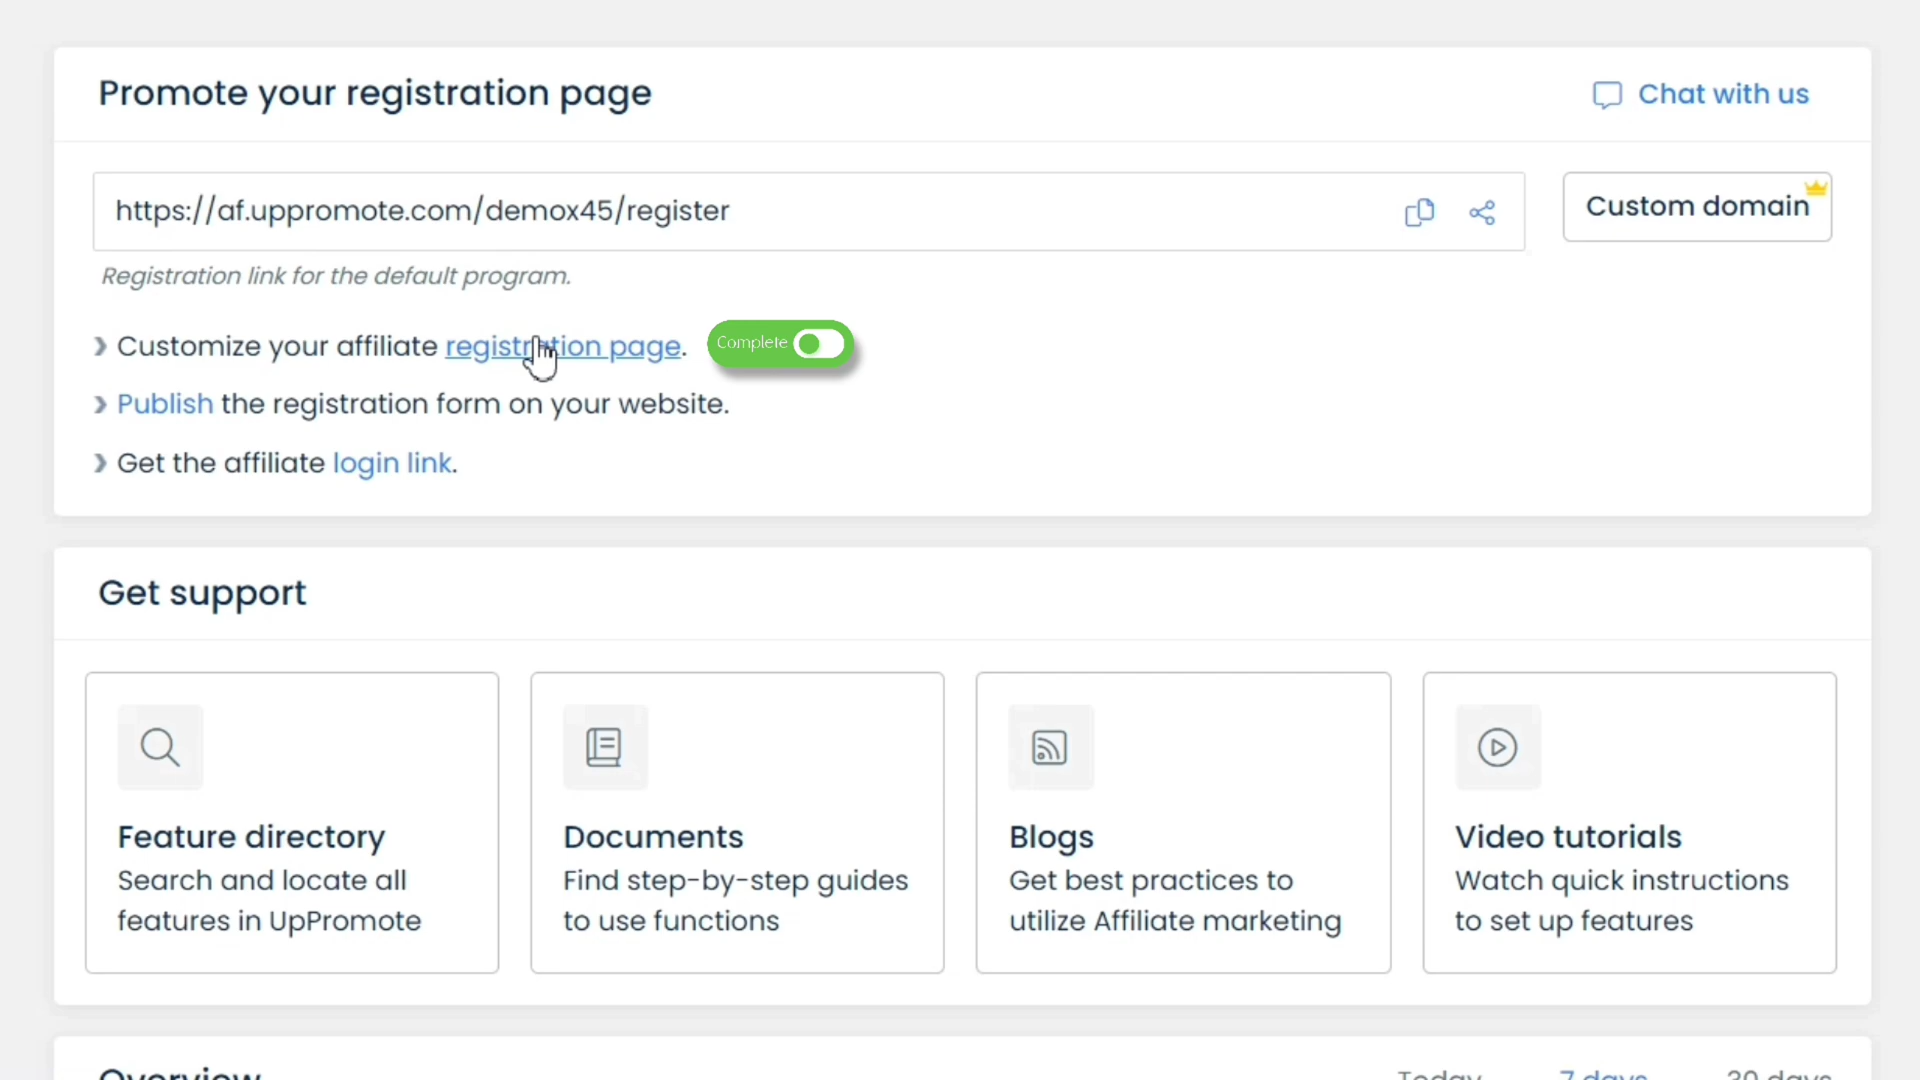 Promote your registration page
Chat with us
https://af.uppromote.com/demox45/register
Custom domain
Registration link for the default program.
Customize your affiliate registration page.
Complete
Publish the registration form on your website.
Get the affiliate login link.
Get support
Feature directory
Search and locate all
features in UpPromote
Documents
Find step-by-step guides
to use functions
Blogs
Get best practices to
utilize Affiliate marketing
Video tutorials
Watch quick instructions
to set up features
Overview
Today
7 days
30 days